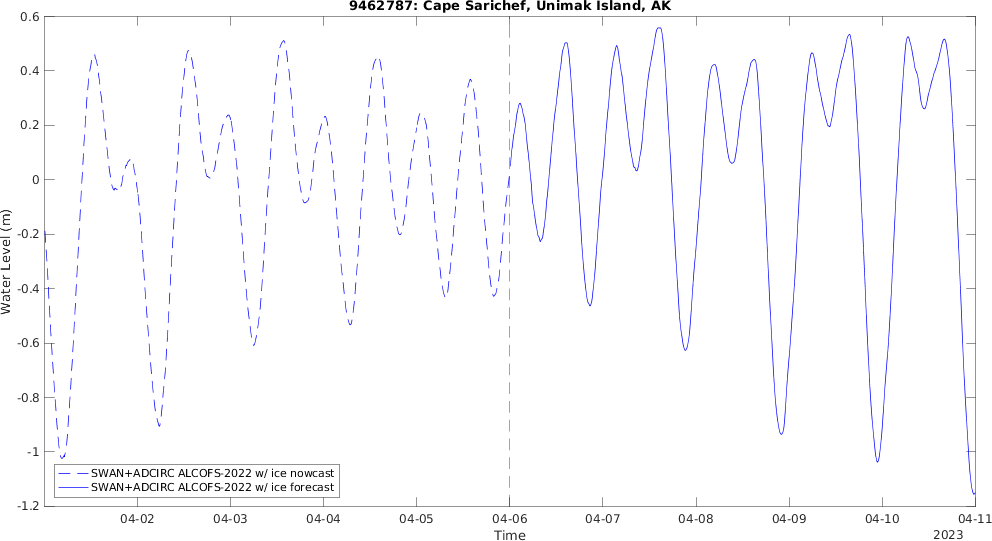 9462787: Cape Sarichef, Unimak Island, AK
0.6
0.4
0.2
0
-0.2
-0.4
-0.6
-0.8
-1
-1.2
Water Level (m)
SWAN+ADCIRC ALCOFS-2022 w/ ice nowcast
SWAN+ADCIRC ALCOFS-2022 w/ ice forecast
04-02 04-03 04-04 04-05 04-06 04-07 04-08 04-09 04-10 04-11
Time
2023